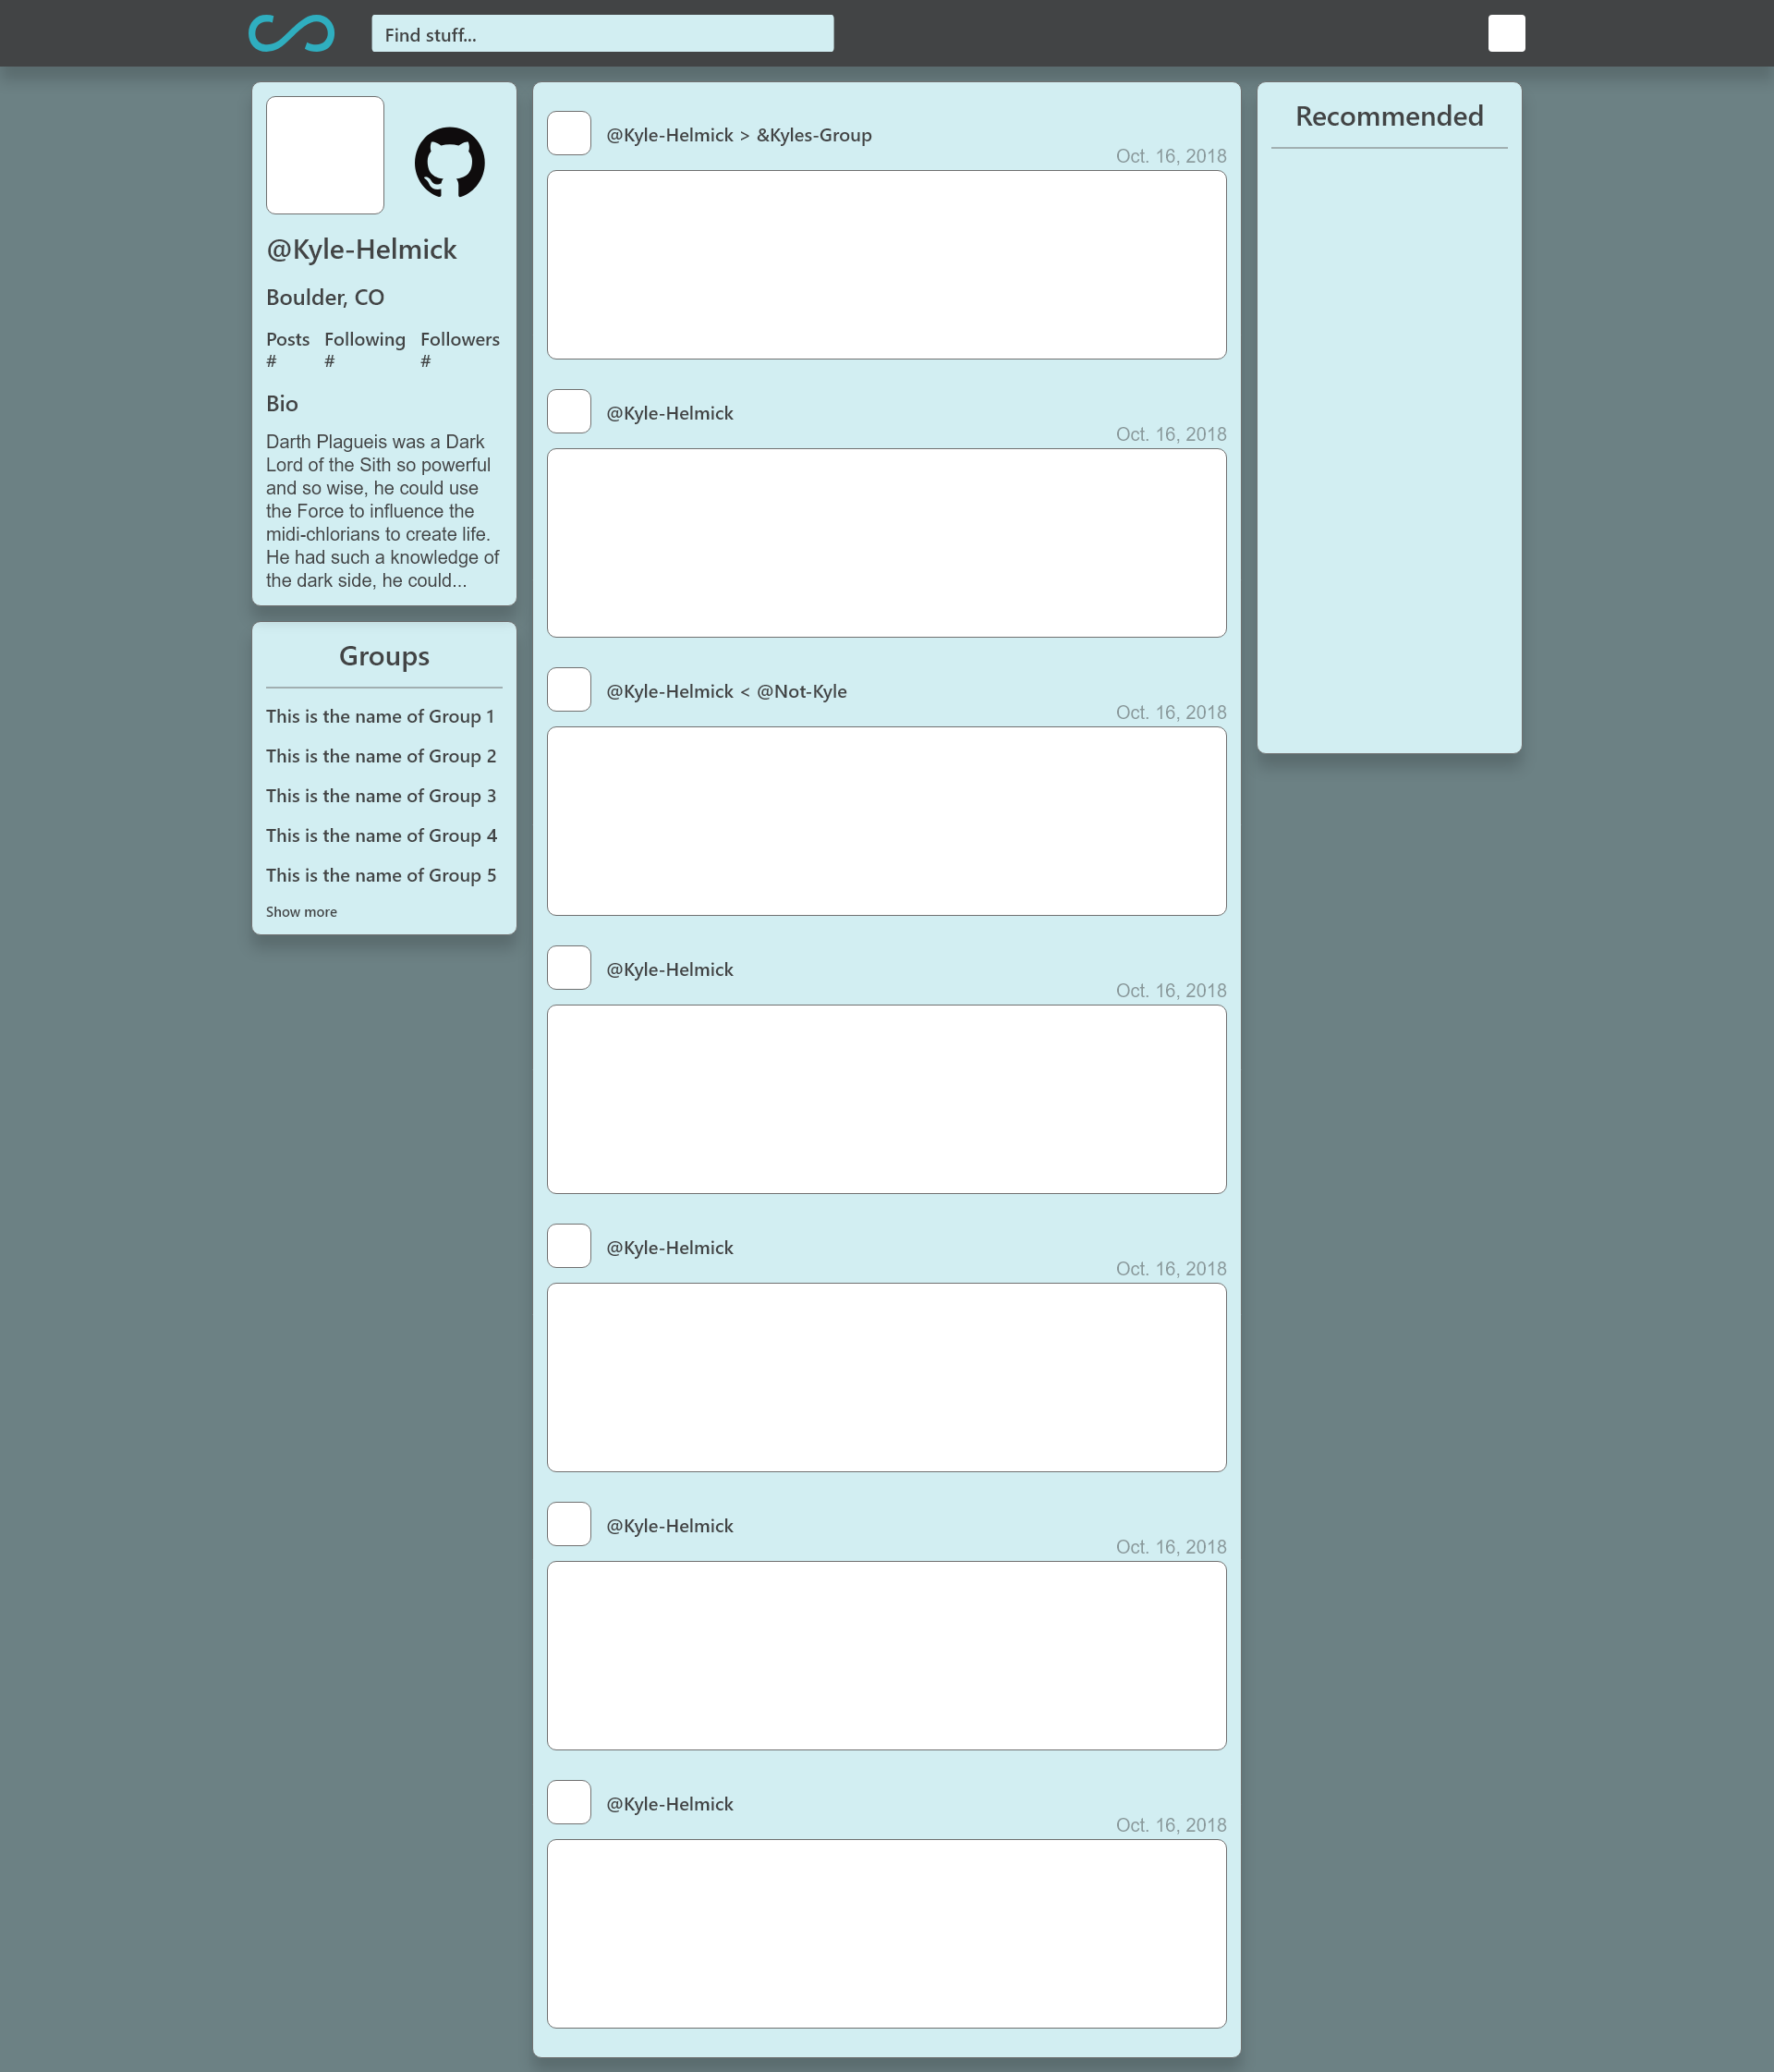 Find stuff...
@Kyle-Helmick
Boulder, CO
Posts Following Followers
# # #
Bio
Darth Plagueis was a Dark
Lord of the Sith so powerful
and so wise, he could use
the Force to influence the
midi-chlorians to create life.
He had such a knowledge of
the dark side, he could...
Groups
This is the name of Group 1
This is the name of Group 2
This is the name of Group 3
This is the name of Group 4
This is the name of Group 5
Show more
@Kyle-Helmick > &Kyles-Group
Oct. 16, 2018
@Kyle-Helmick
Oct. 16, 2018
@Kyle-Helmick < @Not-Kyle
Oct. 16, 2018
@Kyle-Helmick
Oct. 16, 2018
@Kyle-Helmick
Oct. 16, 2018
@Kyle-Helmick
Oct. 16, 2018
@Kyle-Helmick
Oct. 16, 2018
Recommended